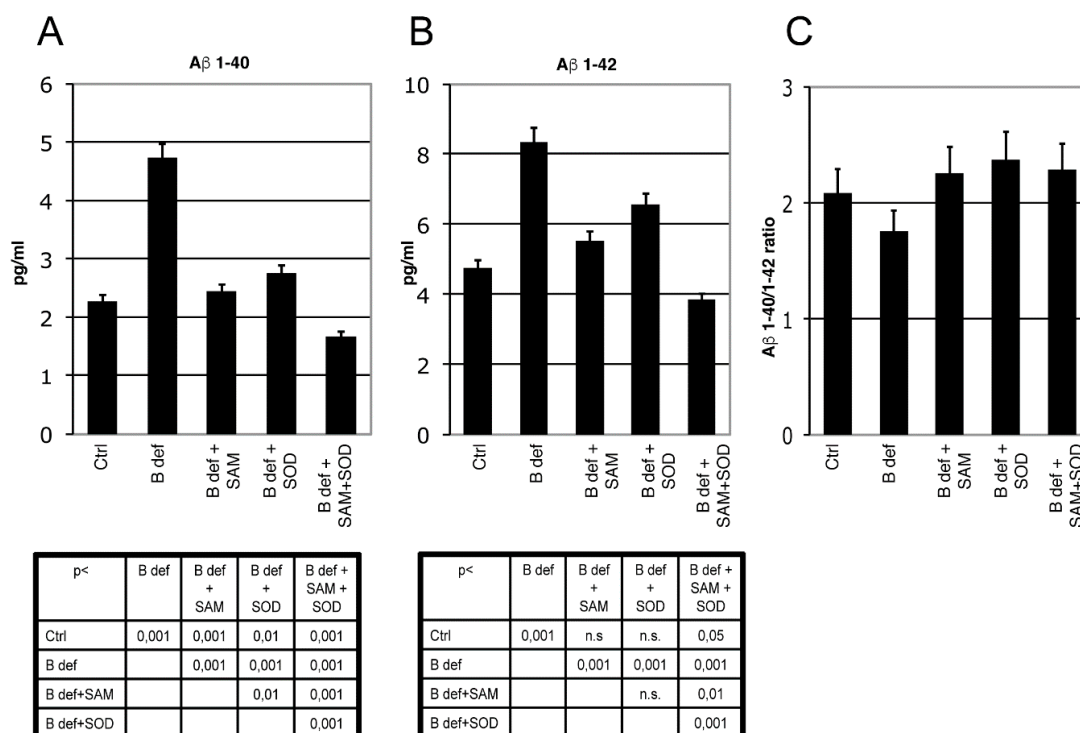 A
B
C
Aβ 1-40
Aβ 1-42
6
5
4
3
2
1
0
pg/ml
Ctrl
B def
B def +
SAM
B def +
SOD
B def +
SAM+SOD
10
8
6
4
2
0
pg/ml
Ctrl
B def
B def +
SAM
B def +
SOD
B def +
SAM+SOD
3
2
1
0
Aβ 1-40/1-42 ratio
Ctrl
B def
B def +
SAM
B def +
SOD
B def +
SAM+SOD
p< B def B def + SAM B def + SOD B def + SAM + SOD
Ctrl 0,001 0,001 0,01 0,001
B def 0,001 0,001 0,001
B def+SAM 0,01 0,001
B def+SOD 0,001
p< B def B def + SAM B def + SOD B def + SAM + SOD
Ctrl 0,001 n.s n.s. 0,05
B def 0,001 0,001 0,001
B def+SAM n.s. 0,01
B def+SOD 0,001